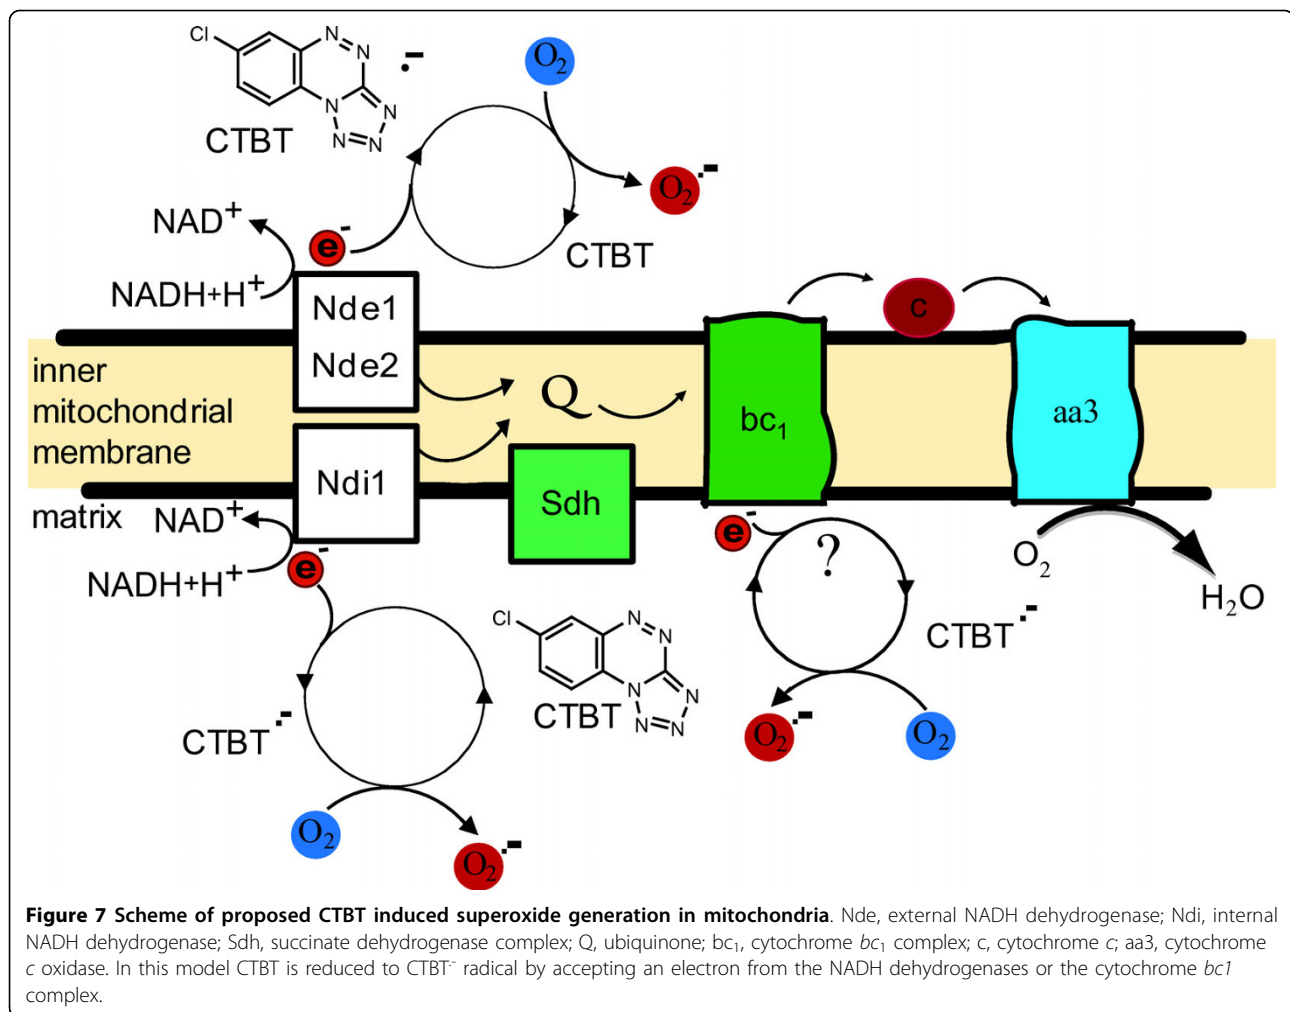 Cl
N
N
N
N
N
N
CTBT
•−
O2
O2•−
CTBT
NAD+
e−
NADH+H+
Nde1
Nde2
c
inner
mitochondrial
membrane
Q
bc1
aa3
Ndi1
Sdh
matrix
NAD+
NADH+H+
e−
e−
?
O2
H2O
Cl
N
N
N
N
N
N
CTBT
CTBT•−
CTBT•−
O2•−
O2
O2
O2•−
Figure 7 Scheme of proposed CTBT induced superoxide generation in mitochondria. Nde, external NADH dehydrogenase; Ndi, internal
NADH dehydrogenase; Sdh, succinate dehydrogenase complex; Q, ubiquinone; bc1, cytochrome bc1 complex; c, cytochrome c; aa3, cytochrome
c oxidase. In this model CTBT is reduced to CTBT·- radical by accepting an electron from the NADH dehydrogenases or the cytochrome bc1
complex.